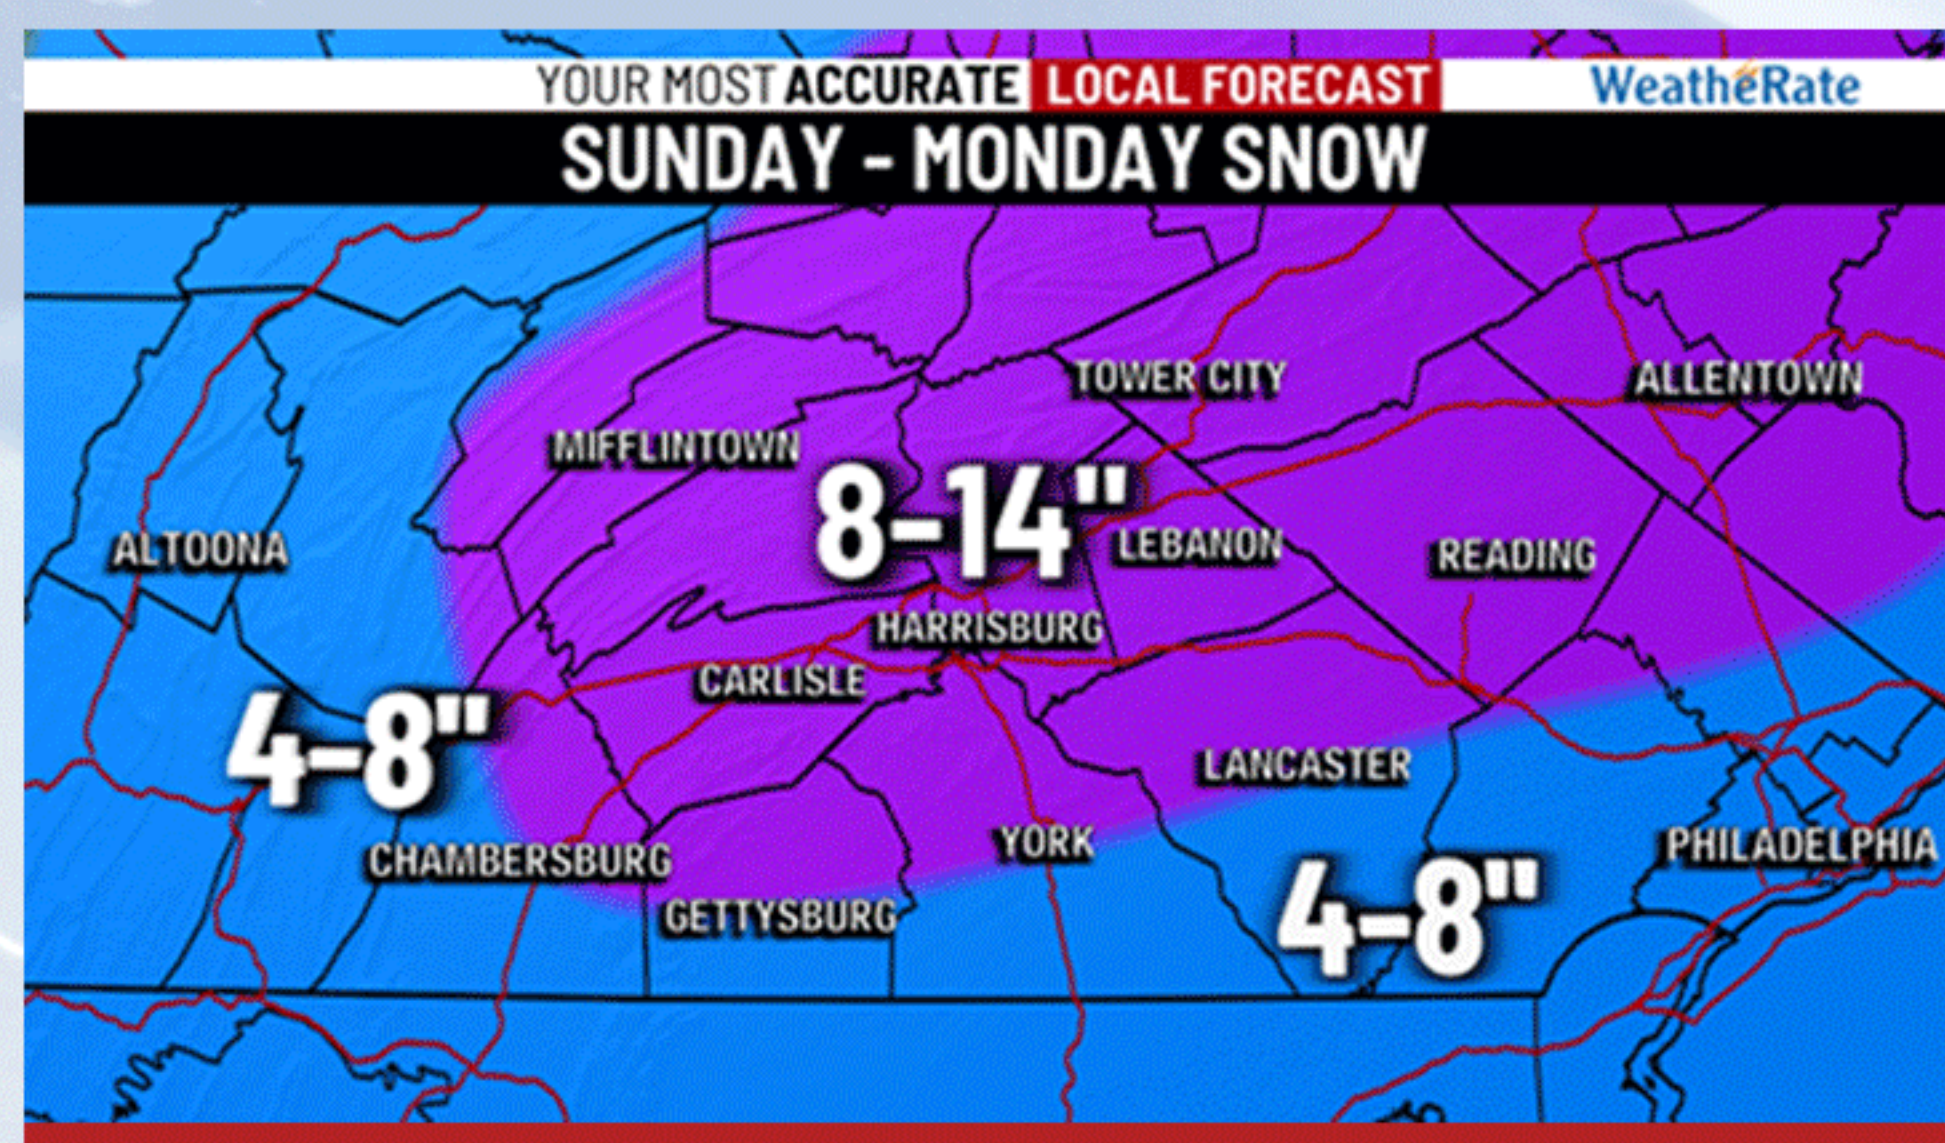 YOUR MOST ACCURATE LOCAL FORECAST
WeatheRate
SUNDAY - MONDAY SNOW
TOWER CITY
ALLENTOWN
MIFFLINTOWN
8-14"
ALTOONA
LEBANON
READING
HARRISBURG
CARLISLE
4-8"
LANCASTER
CHAMBERSBURG
YORK
PHILADELPHIA
GETTYSBURG
4-8"